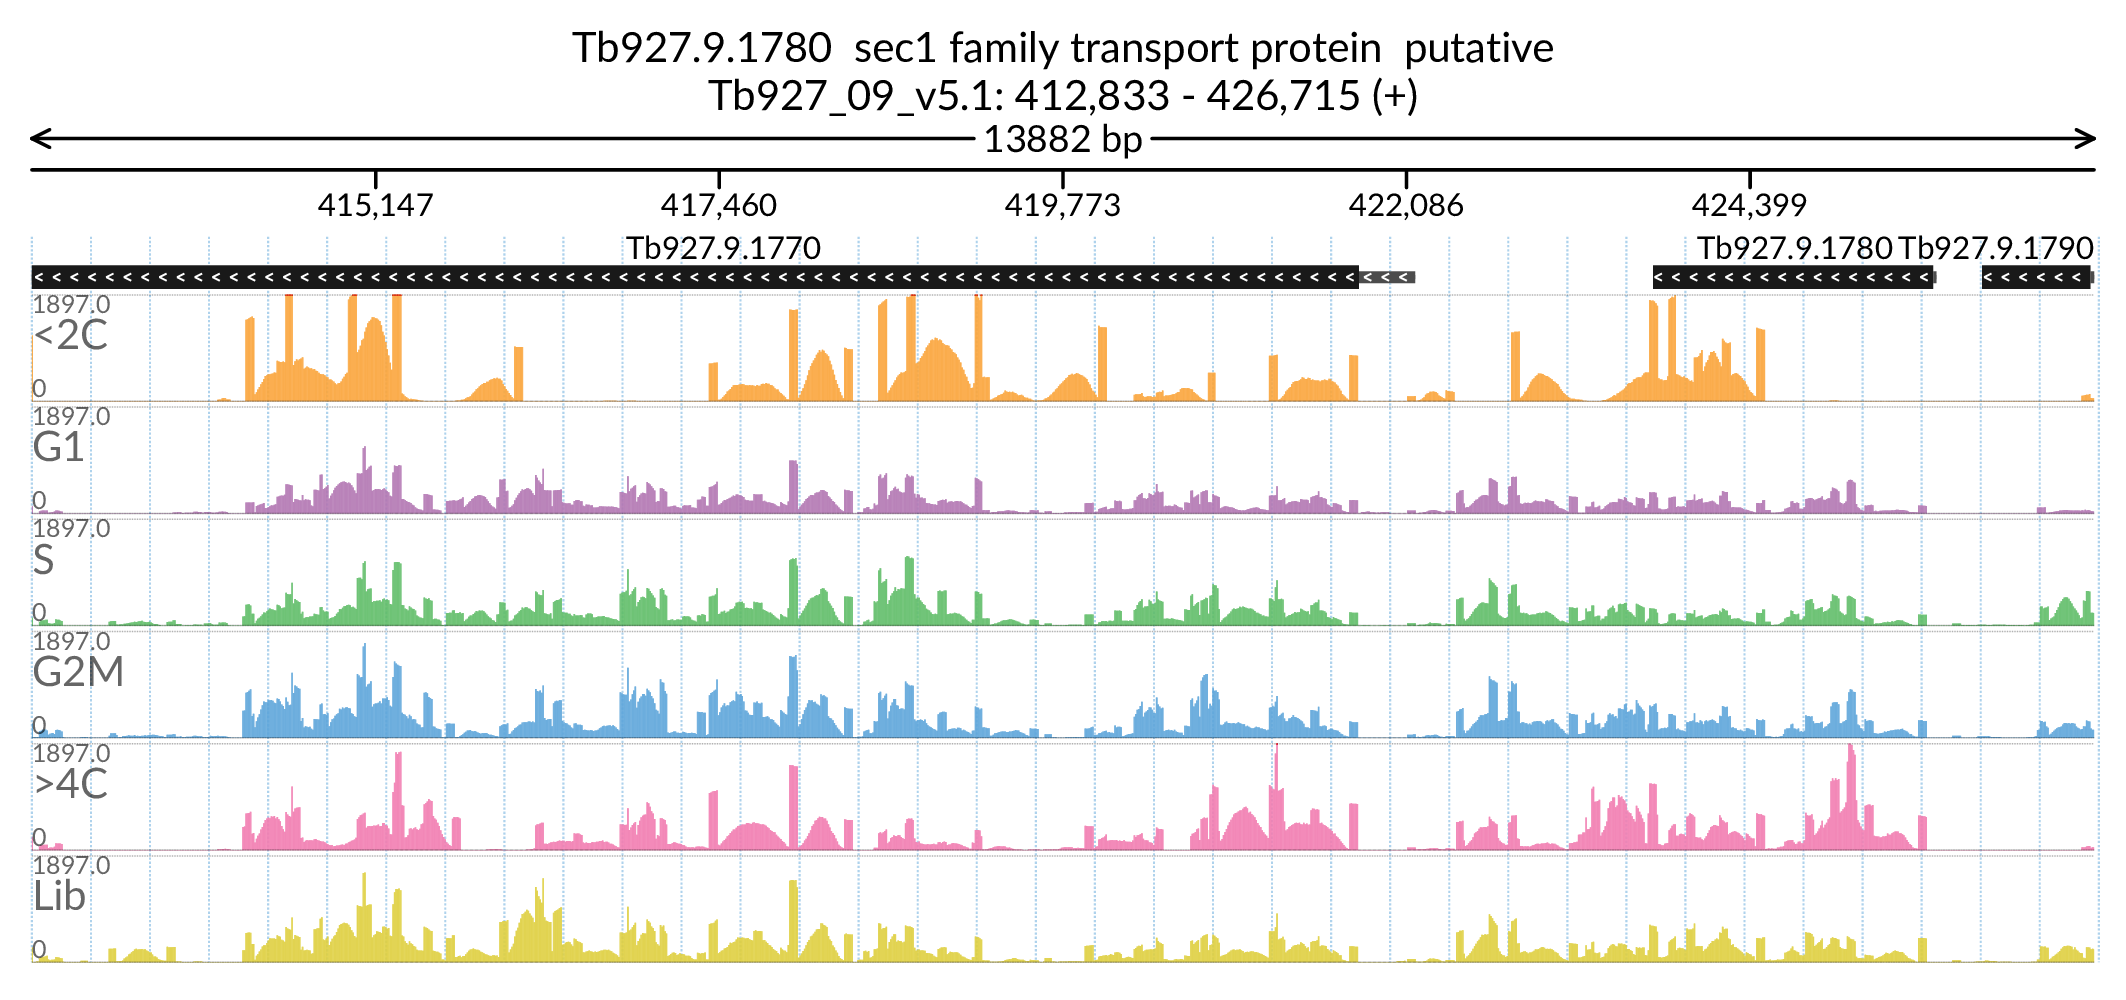 Tb927.9.1780  sec1 family transport protein  putative
Tb927_09_v5.1: 412,833 - 426,715 (+)
13882 bp
415,147 417,460 419,773 422,086 424,399
Tb927.9.1770 Tb927.9.1780 Tb927.9.1790
1897.0
<2C
0
1897.0
G1
0
1897.0
S
0
1897.0
G2M
0
1897.0
>4C
0
1897.0
Lib
0